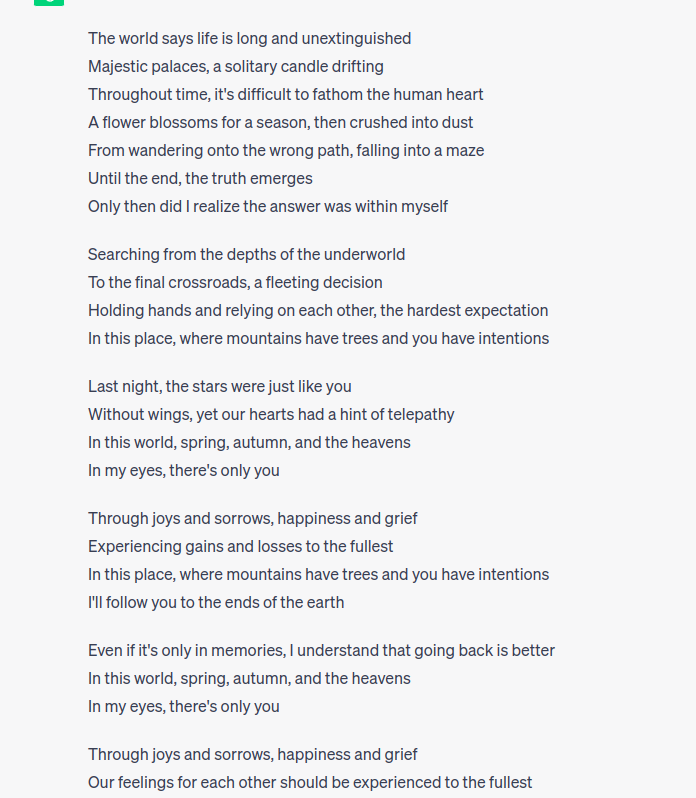 The world says life is long and unextinguished
Majestic palaces, a solitary candle drifting
Throughout time, it's difficult to fathom the human heart
A flower blossoms for a season, then crushed into dust
From wandering onto the wrong path, falling into a maze
Until the end, the truth emerges
Only then did I realize the answer was within myself
Searching from the depths of the underworld
To the final crossroads, a fleeting decision
Holding hands and relying on each other, the hardest expectation
In this place, where mountains have trees and you have intentions
Last night, the stars were just like you
Without wings, yet our hearts had a hint of telepathy
In this world, spring, autumn, and the heavens
In my eyes, there's only you
Through joys and sorrows, happiness and grief
Experiencing gains and losses to the fullest
In this place, where mountains have trees and you have intentions
I'll follow you to the ends of the earth
Even if it's only in memories, I understand that going back is better
In this world, spring, autumn, and the heavens
In my eyes, there's only you
Through joys and sorrows, happiness and grief
Our feelings for each other should be experienced to the fullest